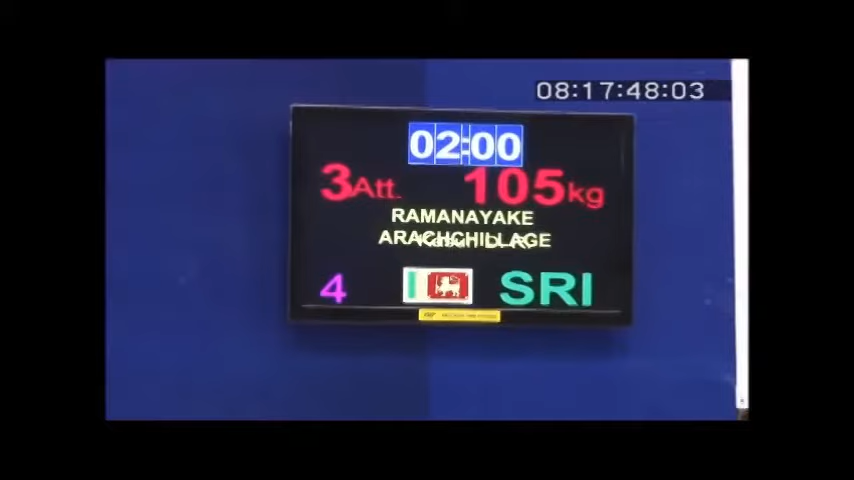 08:17:48:03
02:00
3Att. 105kg
RAMANAYAKE
ARACHCHILLAGE
4 SRI